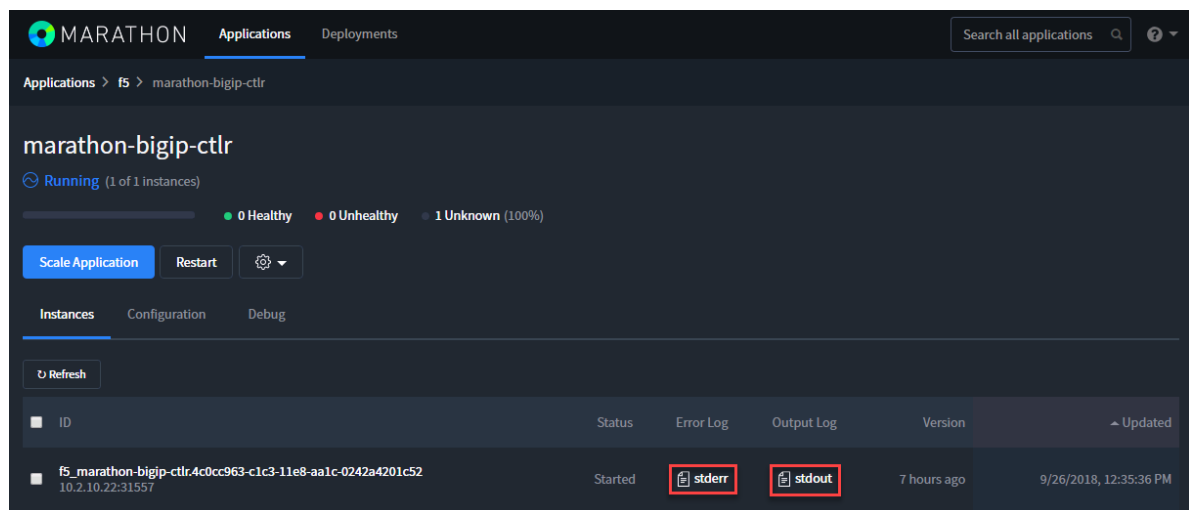 MARATHON Applications Deployments Search all applications
Applications > f5 > marathon-bigip-ctlr
marathon-bigip-ctlr
Running (1 of 1 instances)
0 Healthy 0 Unhealthy 1 Unknown (100%)
Scale Application Restart
Instances Configuration Debug
Refresh
ID Status Error Log Output Log Version Updated
f5_marathon-bigip-ctlr.4c0cc963-c1c3-11e8-aa1c-0242a4201c52
10.2.10.22:31557 Started stderr stdout 7 hours ago 9/26/2018, 12:35:36 PM